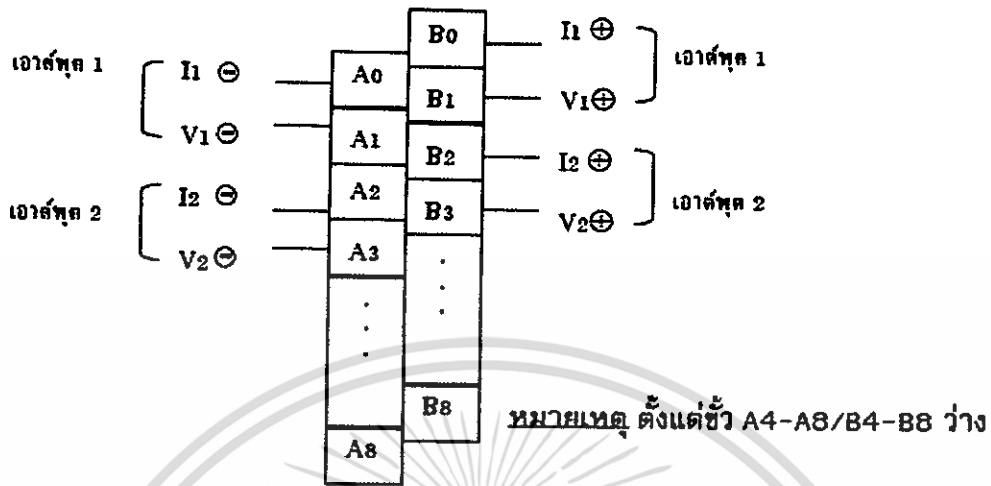 B0 I1 ⊕
เอาต์พุต 1 I1 ⊖ A0 เอาต์พุต 1
B1 V1 ⊕
V1 ⊖ A1
B2 I2 ⊕
เอาต์พุต 2 I2 ⊖ A2 เอาต์พุต 2
B3 V2 ⊕
V2 ⊖ A3
B8 หมายเหตุ ตั้งแต่ขั้ว A4-A8/B4-B8 ว่าง
A8